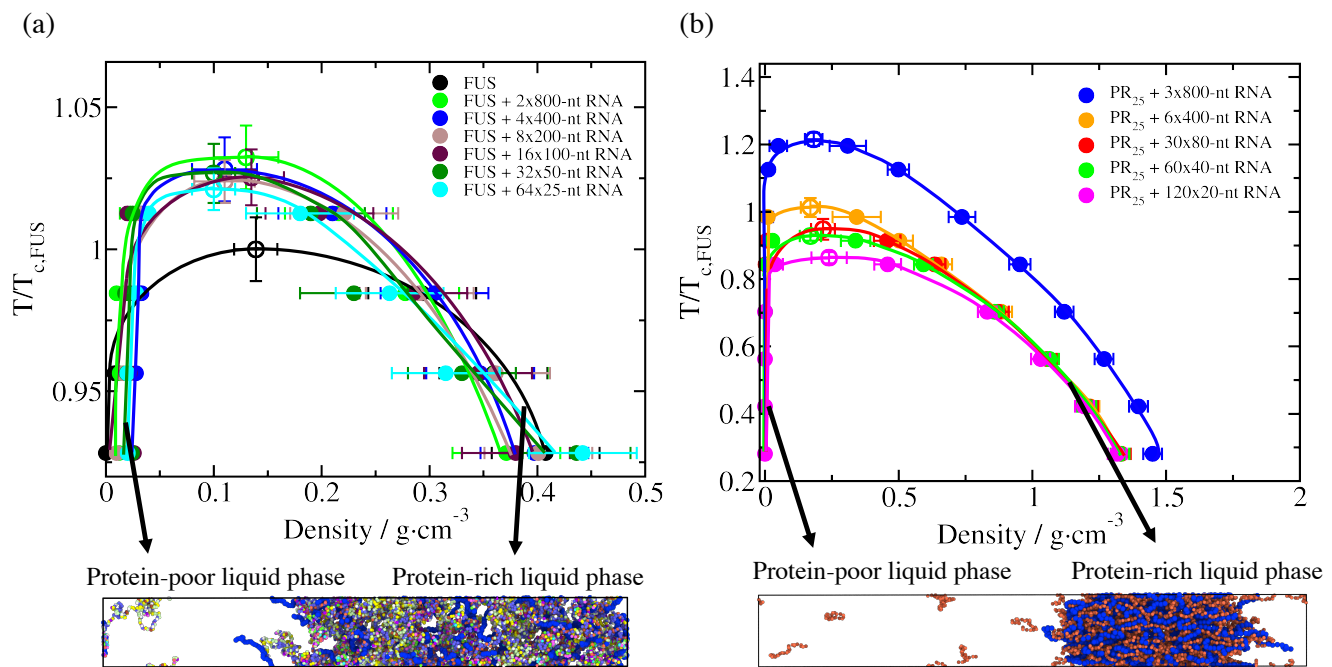 (a)
(b)
FUS
FUS + 2x800-nt RNA
FUS + 4x400-nt RNA
FUS + 8x200-nt RNA
FUS + 16x100-nt RNA
FUS + 32x50-nt RNA
FUS + 64x25-nt RNA
1.05
1
0.95
T/Tc,FUS
0 0.1 0.2 0.3 0.4 0.5
Density / g·cm-3
Protein-poor liquid phase
Protein-rich liquid phase
PR25 + 3x800-nt RNA
PR25 + 6x400-nt RNA
PR25 + 30x80-nt RNA
PR25 + 60x40-nt RNA
PR25 + 120x20-nt RNA
1.4
1.2
1
0.8
0.6
0.4
0.2
T/Tc,FUS
0 0.5 1 1.5 2
Density / g·cm-3
Protein-poor liquid phase
Protein-rich liquid phase